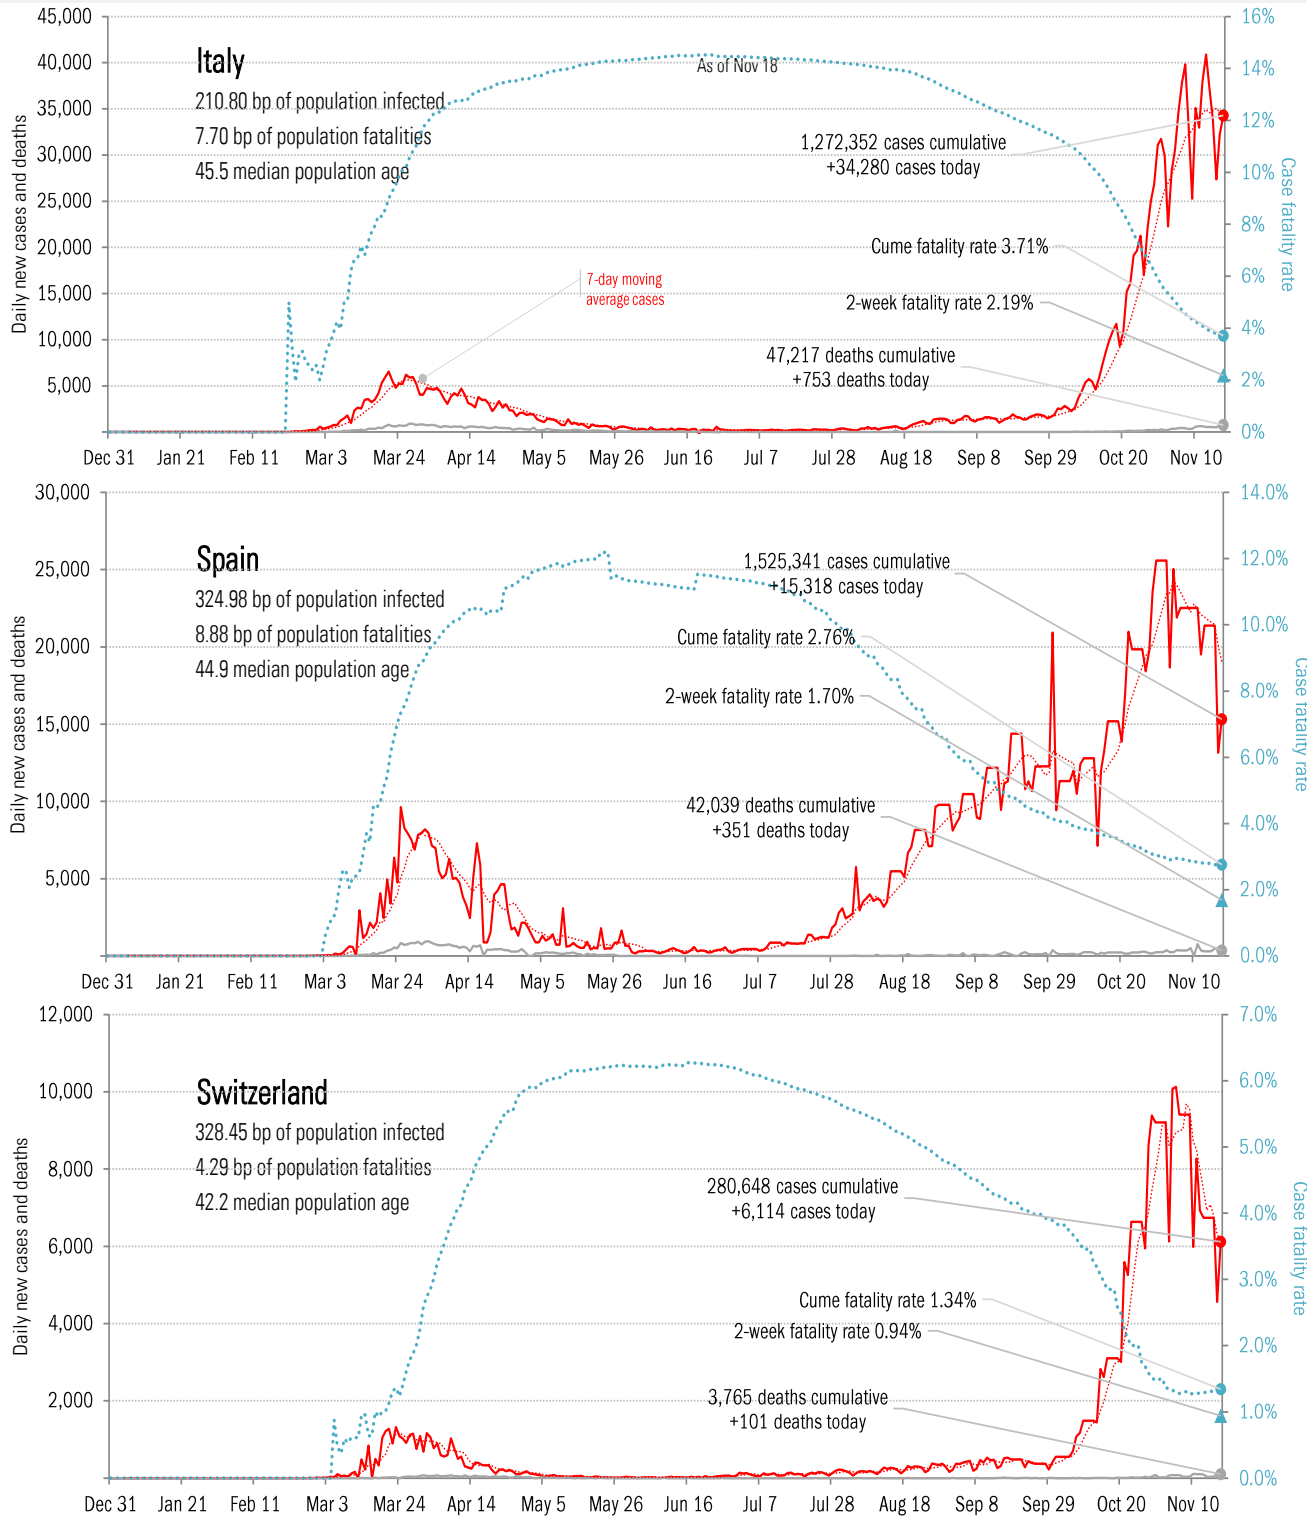 45,000
40,000
35,000
30,000
25,000
20,000
15,000
10,000
5,000
Daily new cases and deaths
Italy
210.80 bp of population infected
7.70 bp of population fatalities
45.5 median population age
As of Nov 18
1,272,352 cases cumulative
+34,280 cases today
Cume fatality rate 3.71%
2-week fatality rate 2.19%
47,217 deaths cumulative
+753 deaths today
7-day moving
average cases
16%
14%
12%
10%
8%
6%
4%
2%
0%
Case fatality rate
Dec 31 Jan 21 Feb 11 Mar 3 Mar 24 Apr 14 May 5 May 26 Jun 16 Jul 7 Jul 28 Aug 18 Sep 8 Sep 29 Oct 20 Nov 10
30,000
25,000
20,000
15,000
10,000
5,000
Daily new cases and deaths
Spain
324.98 bp of population infected
8.88 bp of population fatalities
44.9 median population age
1,525,341 cases cumulative
+15,318 cases today
Cume fatality rate 2.76%
2-week fatality rate 1.70%
42,039 deaths cumulative
+351 deaths today
14.0%
12.0%
10.0%
8.0%
6.0%
4.0%
2.0%
0.0%
Case fatality rate
Dec 31 Jan 21 Feb 11 Mar 3 Mar 24 Apr 14 May 5 May 26 Jun 16 Jul 7 Jul 28 Aug 18 Sep 8 Sep 29 Oct 20 Nov 10
12,000
10,000
8,000
6,000
4,000
2,000
Daily new cases and deaths
Switzerland
328.45 bp of population infected
4.29 bp of population fatalities
42.2 median population age
280,648 cases cumulative
+6,114 cases today
Cume fatality rate 1.34%
2-week fatality rate 0.94%
3,765 deaths cumulative
+101 deaths today
7.0%
6.0%
5.0%
4.0%
3.0%
2.0%
1.0%
0.0%
Case fatality rate
Dec 31 Jan 21 Feb 11 Mar 3 Mar 24 Apr 14 May 5 May 26 Jun 16 Jul 7 Jul 28 Aug 18 Sep 8 Sep 29 Oct 20 Nov 10